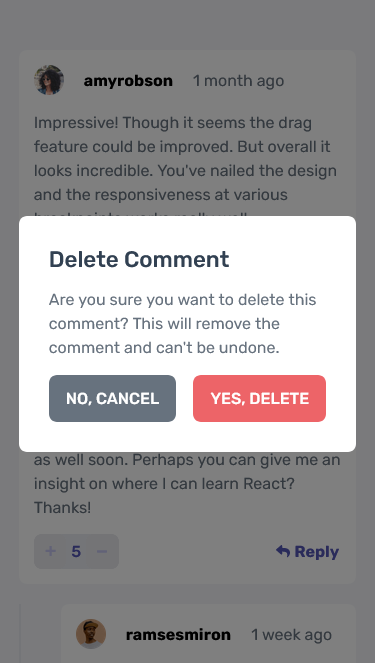 amyrobson 1 month ago
Impressive! Though it seems the drag
feature could be improved. But overall it
looks incredible. You've nailed the design
and the responsiveness at various
Delete Comment
Are you sure you want to delete this
comment? This will remove the
comment and can't be undone.
NO, CANCEL YES, DELETE
as well soon. Perhaps you can give me an
insight on where I can learn React?
Thanks!
+ 5 − Reply
ramsesmiron 1 week ago